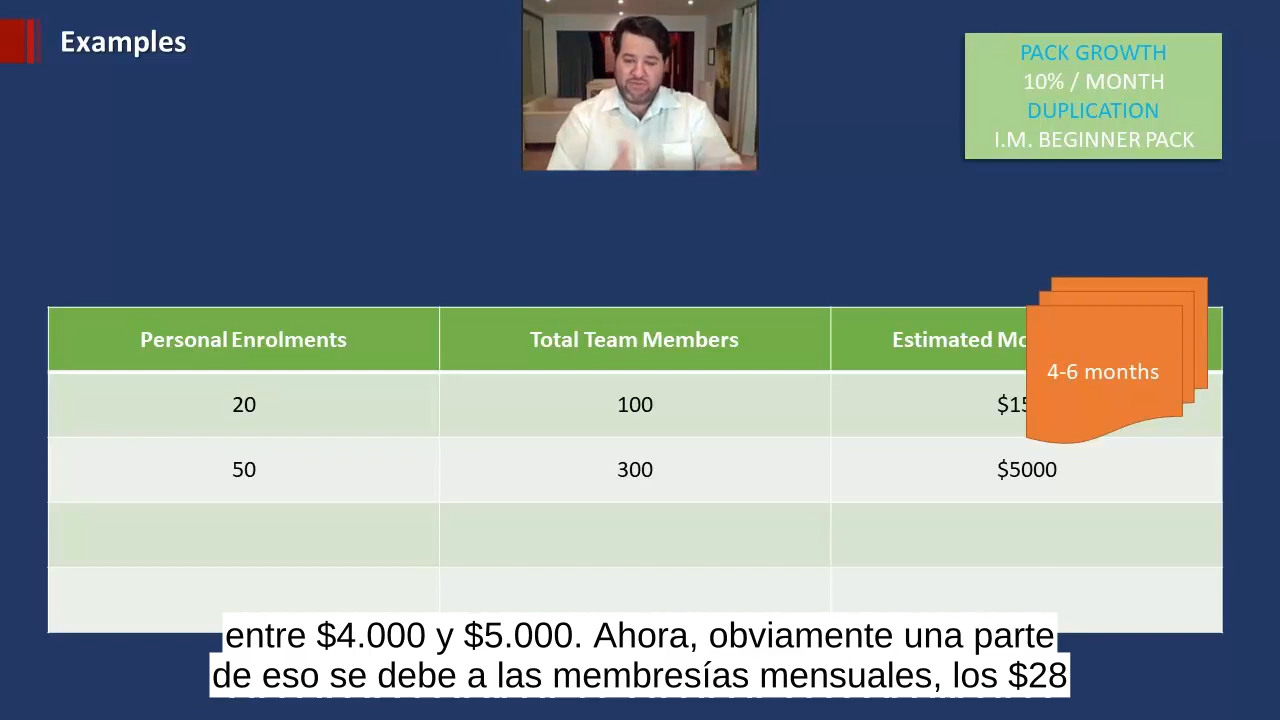 Examples
PACK GROWTH
10% / MONTH
DUPLICATION
I.M. BEGINNER PACK
Personal Enrolments
Total Team Members
Estimated
4-6 months
20
100
50
300
$5000
entre $4.000 y $5.000. Ahora, obviamente una parte
de eso se debe a las membresías mensuales, los $28